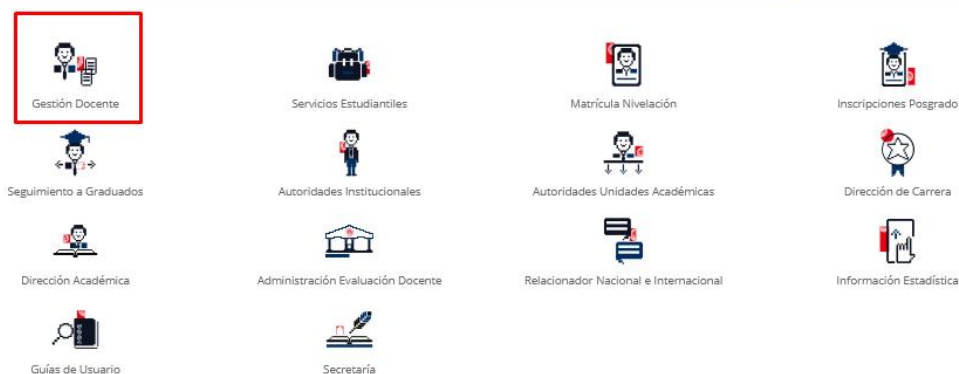 Gestión Docente
Servicios Estudiantiles
Matrícula Nivelación
Inscripciones Posgrado
Seguimiento a Graduados
Autoridades Institucionales
Autoridades Unidades Académicas
Dirección de Carrera
Dirección Académica
Administración Evaluación Docente
Relacionador Nacional e Internacional
Información Estadística
Guías de Usuario
Secretaría